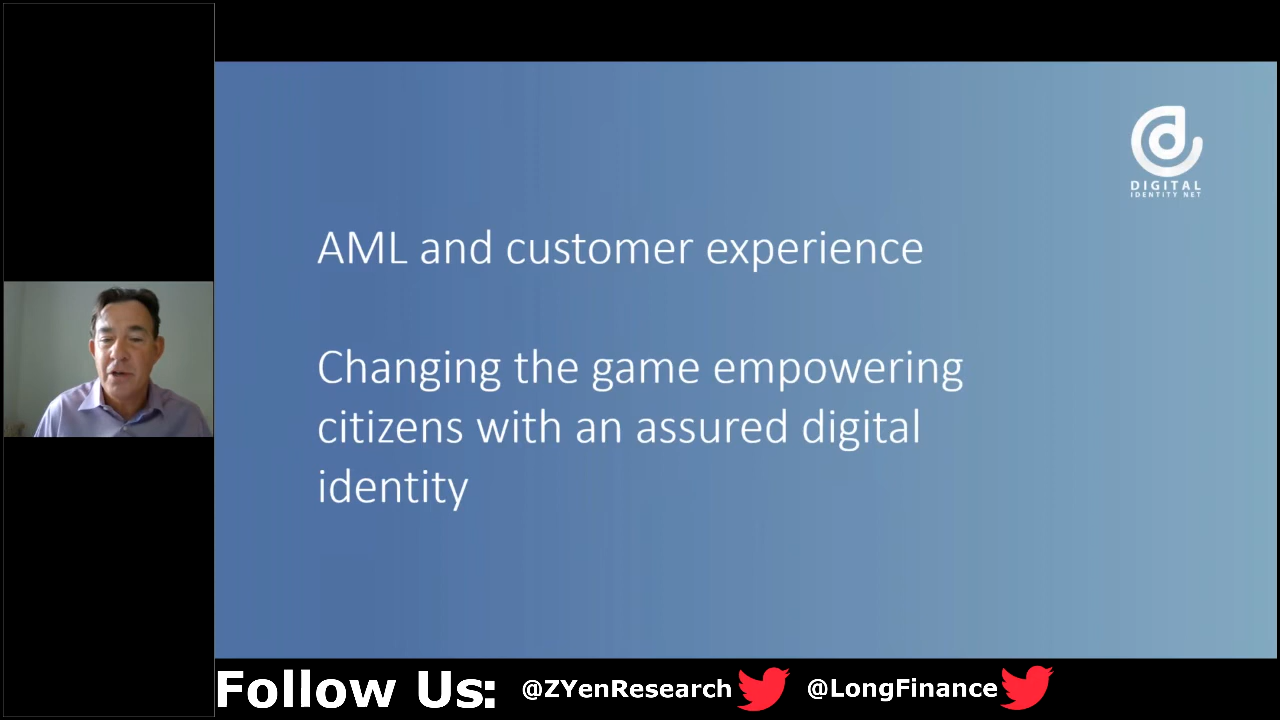 DIGITAL
IDENTITY NET
AML and customer experience
Changing the game empowering
citizens with an assured digital
identity
Follow Us: @ZYenResearch @LongFinance